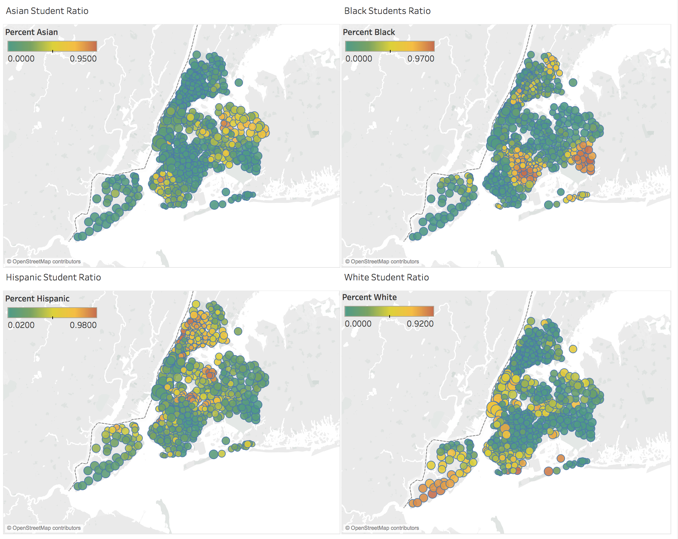 Asian Student Ratio
Percent Asian
0.0000 0.9500
© OpenStreetMap contributors
Black Students Ratio
Percent Black
0.0000 0.9700
© OpenStreetMap contributors
Hispanic Student Ratio
Percent Hispanic
0.0200 0.9800
© OpenStreetMap contributors
White Student Ratio
Percent White
0.0000 0.9200
© OpenStreetMap contributors